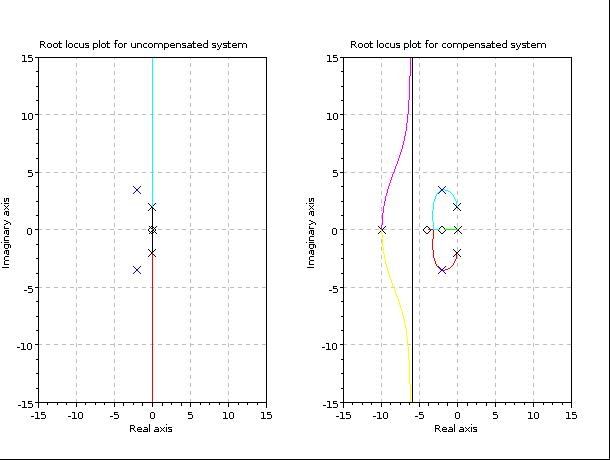 Root locus plot for uncompensated system
15
10
5
0
-5
-10
-15
-15 -10 -5 0 5 10 15
Imaginary axis
Real axis
Root locus plot for compensated system
15
10
5
0
-5
-10
-15
-15 -10 -5 0 5 10 15
Imaginary axis
Real axis